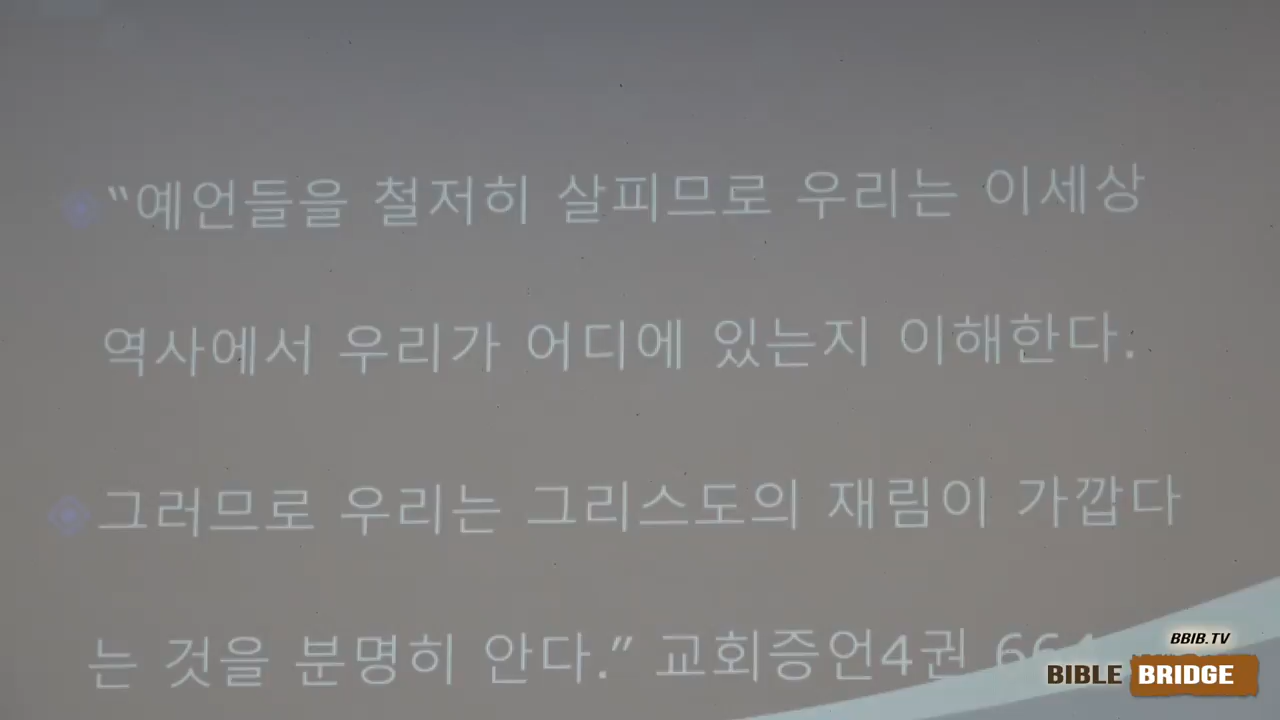 “예언들을 철저히 살피므로 우리는 이세상
역사에서 우리가 어디에 있는지 이해한다.
그러므로 우리는 그리스도의 재림이 가깝다
는 것을 분명히 안다.” 교회증언4권 664
BBIB.TV
BIBLE BRIDGE